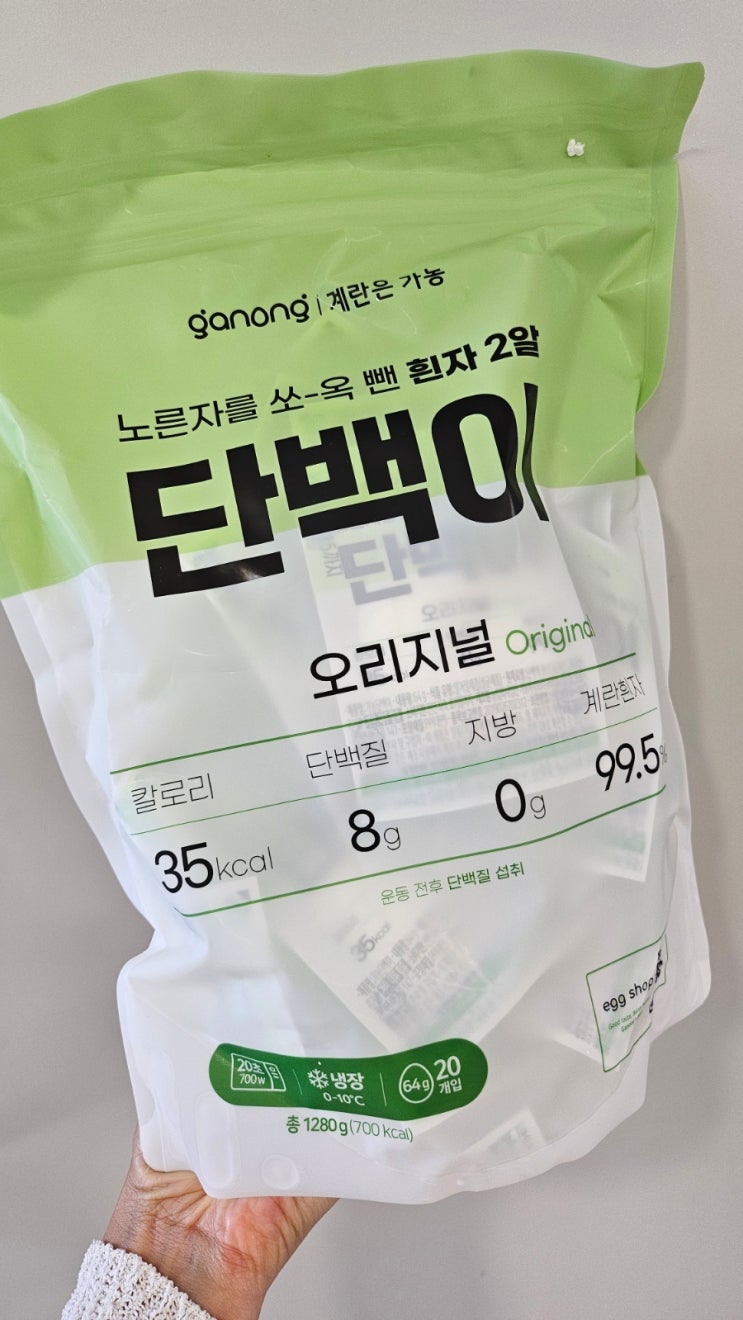 ganong | 계란은 가농
노른자를 쏘-옥 뺀 흰자 2알
단백이
단백
오리지널 Original
칼로리 단백질 지방 계란흰자
35kcal 8g 0g 99.5%
운동 전후 단백질 섭취
35kcal
egg shop
20초
700w
냉장
0-10℃
64g
20
개입
총 1280g(700 kcal)